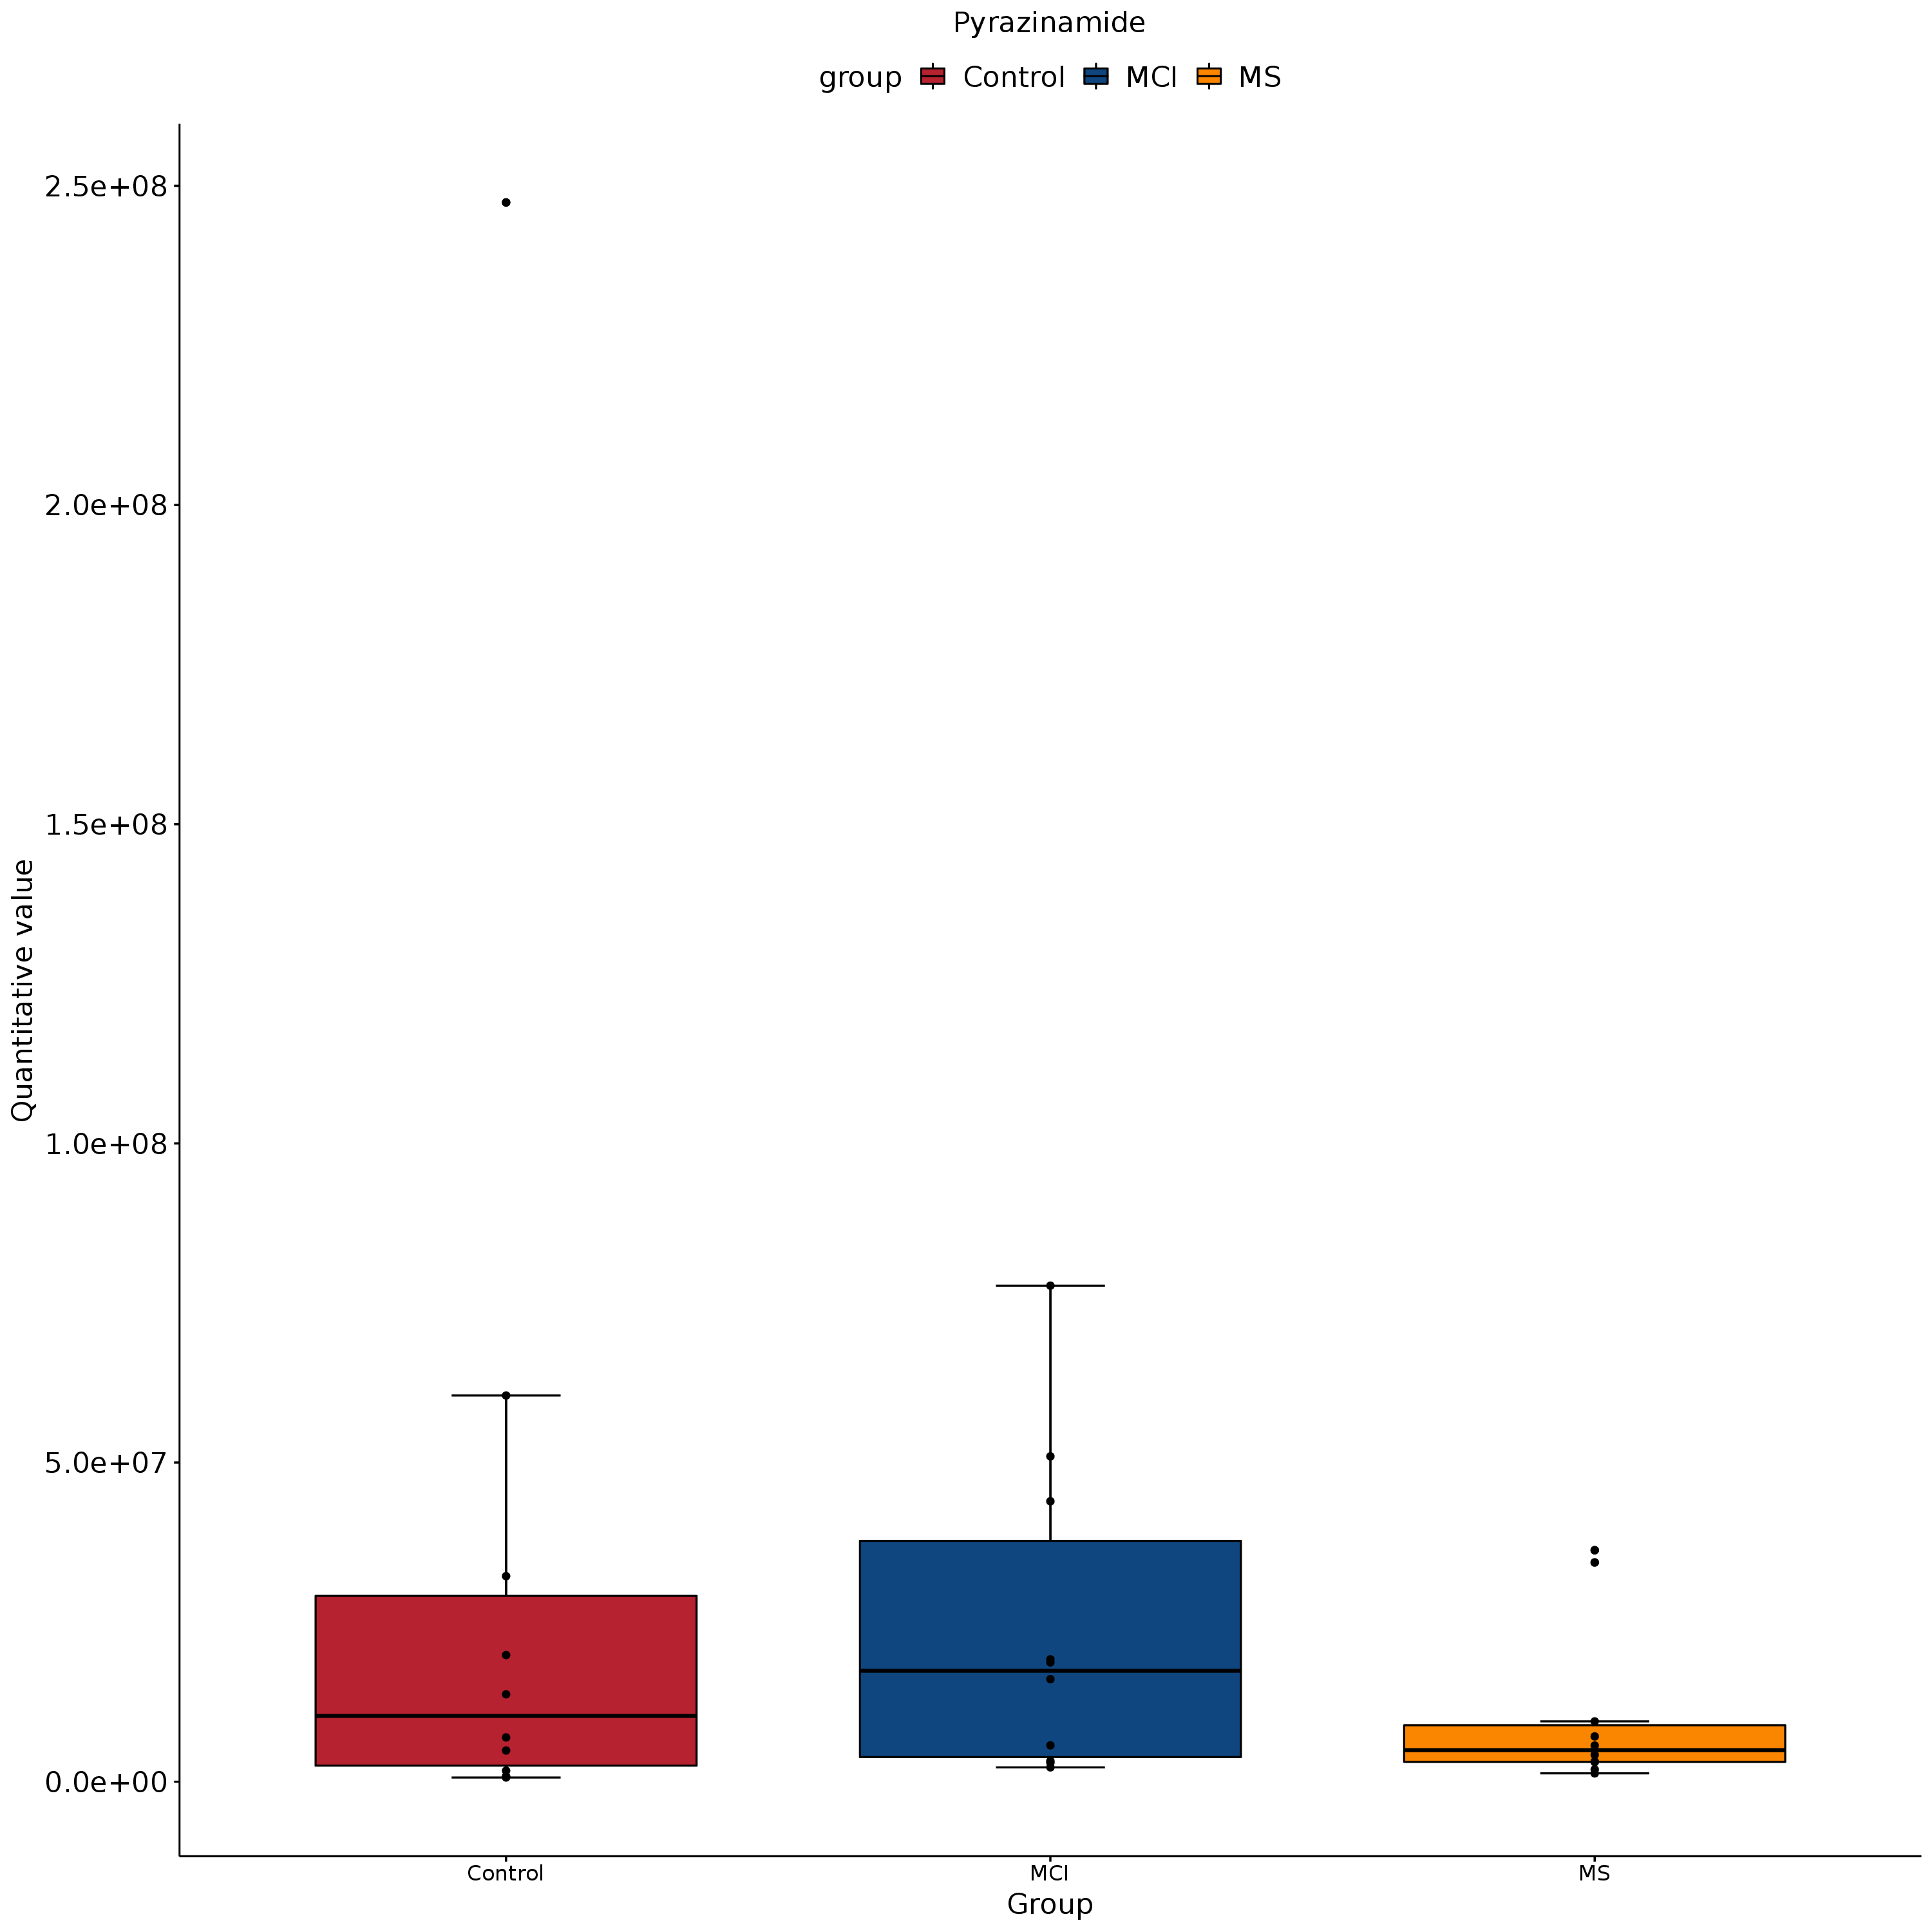 Pyrazinamide
group Control MCI MS
2.5e+08
2.0e+08
1.5e+08
1.0e+08
5.0e+07
0.0e+00
Quantitative value
Control MCI MS
Group